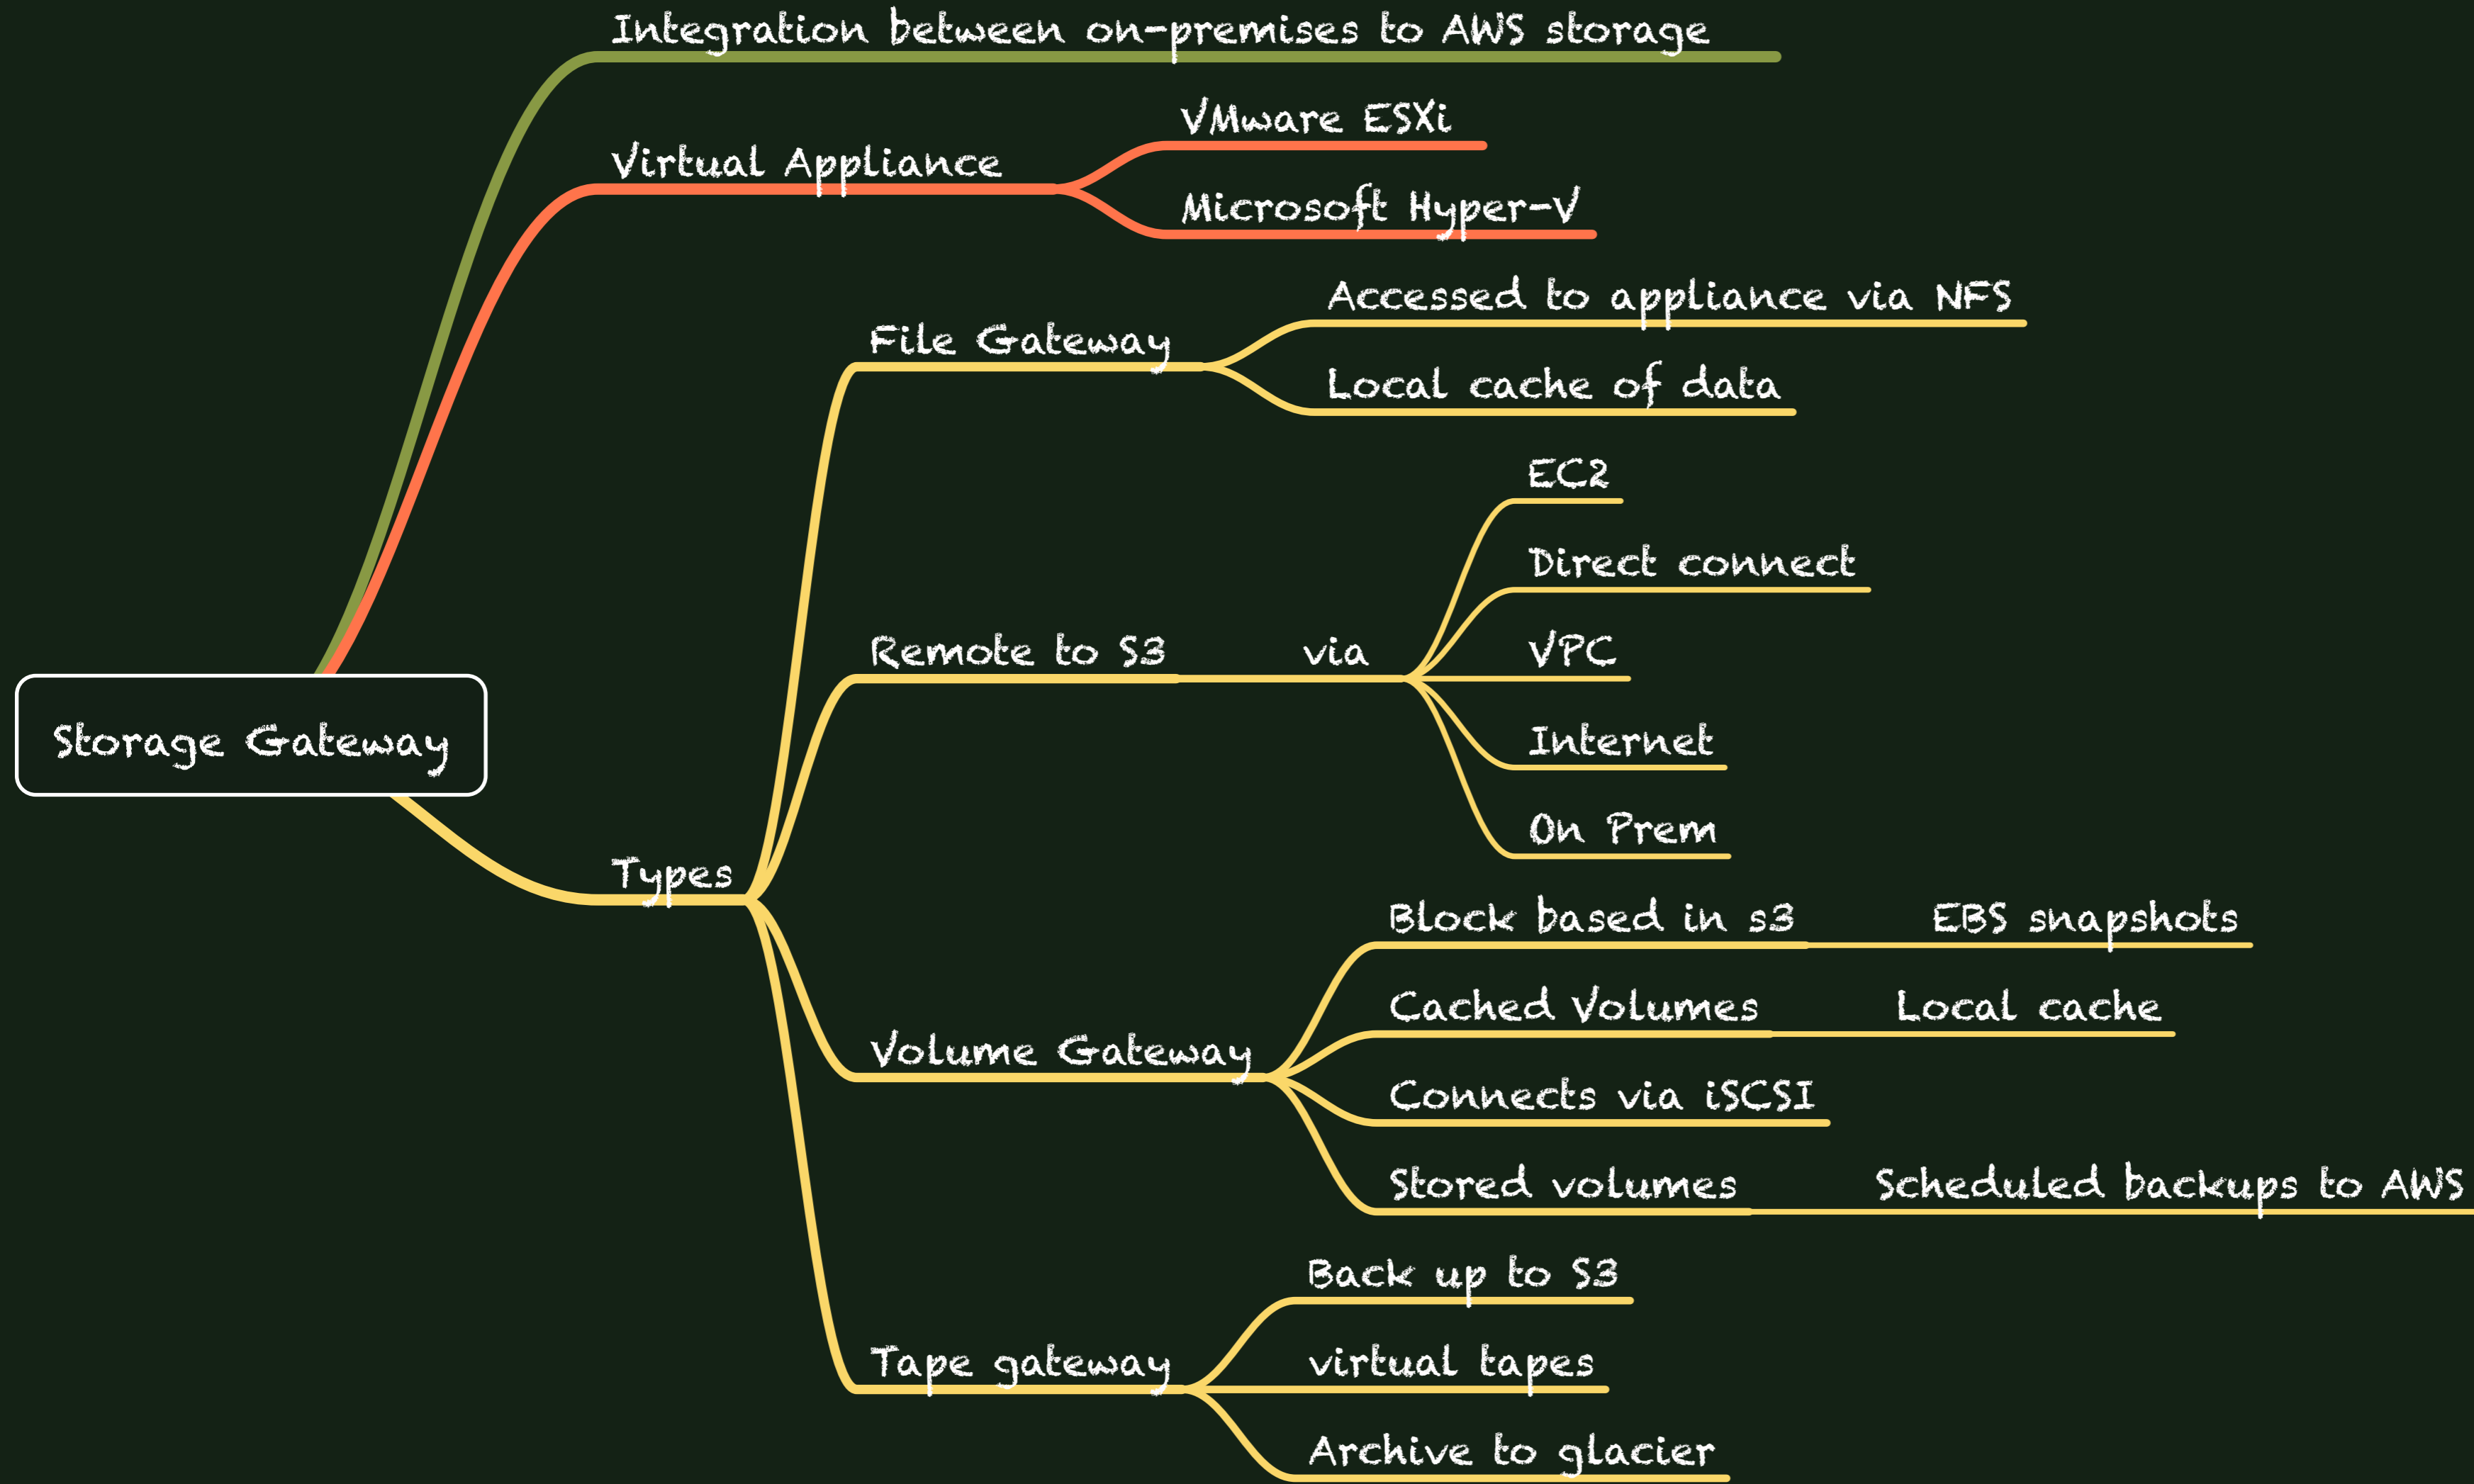 Integration between on-premises to AWS storage
VMware ESXi
Virtual Appliance
Microsoft Hyper-V
Accessed to appliance via NFS
File Gateway
Local cache of data
EC2
Direct connect
Remote to S3
via
VPC
Internet
Storage Gateway
On Prem
Types
Block based in s3
EBS snapshots
Cached Volumes
Local cache
Volume Gateway
Connects via iSCSI
Stored volumes
Scheduled backups to AWS
Back up to S3
Tape gateway
virtual tapes
Archive to glacier